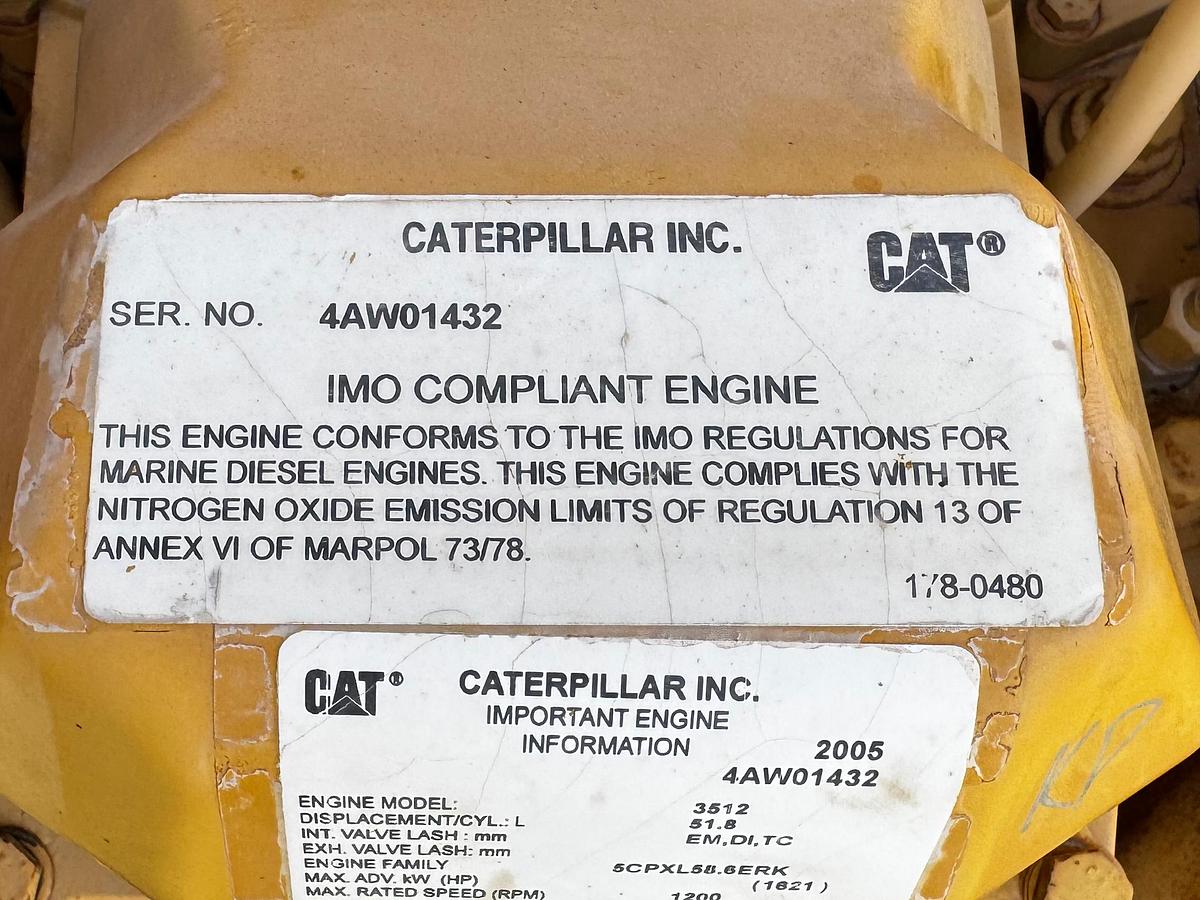 CATERPILLAR INC.
CAT®
SER. NO. 4AW01432
IMO COMPLIANT ENGINE
THIS ENGINE CONFORMS TO THE IMO REGULATIONS FOR
MARINE DIESEL ENGINES. THIS ENGINE COMPLIES WITH THE
NITROGEN OXIDE EMISSION LIMITS OF REGULATION 13 OF
ANNEX VI OF MARPOL 73/78.
178-0480
CAT®
CATERPILLAR INC.
IMPORTANT ENGINE
INFORMATION
2005
4AW01432
ENGINE MODEL: 3512
DISPLACEMENT/CYL.: L 51.8
INT. VALVE LASH : mm EM,DI,TC
EXH. VALVE LASH: mm
ENGINE FAMILY 5CPXL58.6ERK
MAX. ADV. kW (HP) (1621)
MAX. RATED SPEED (RPM) 1200
KP